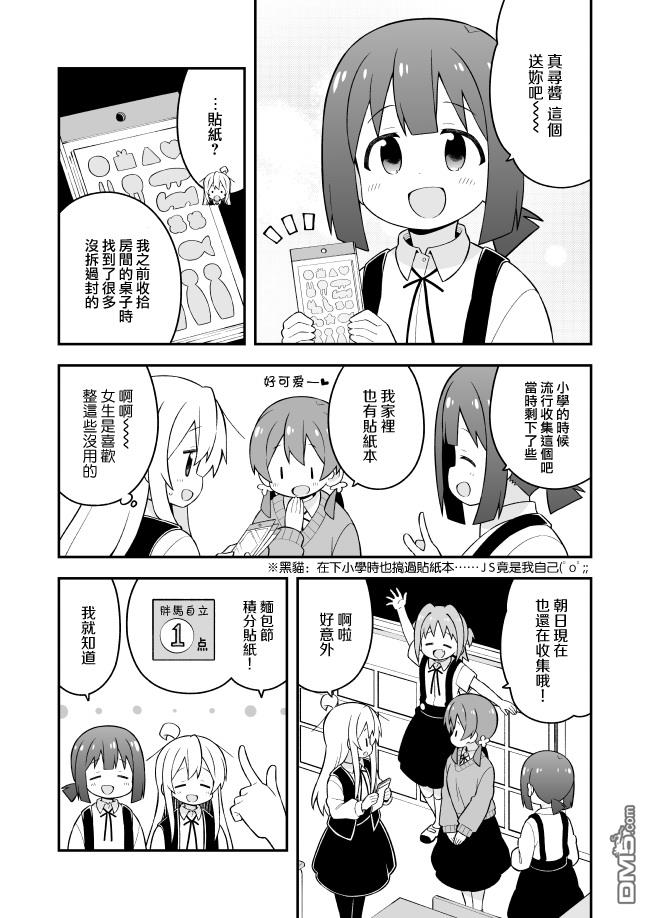 真尋醬 這個
送妳吧~~~
…貼紙？
我之前收拾
房間的桌子時
找到了很多
沒拆過封的
小學的時候
流行收集這個吧
當時剩下了些
我家裡
也有貼紙本
好可爱—♥
啊啊~~~
女生是喜歡
整這些沒用的
※黑貓：在下小學時也搞過貼紙本……JS竟是我自己(ﾟoﾟ;;
朝日現在
也還在收集哦！
啊啦
好意外
麵包節
積分貼紙！
胖馬自立
1点
我就知道
DM5.com